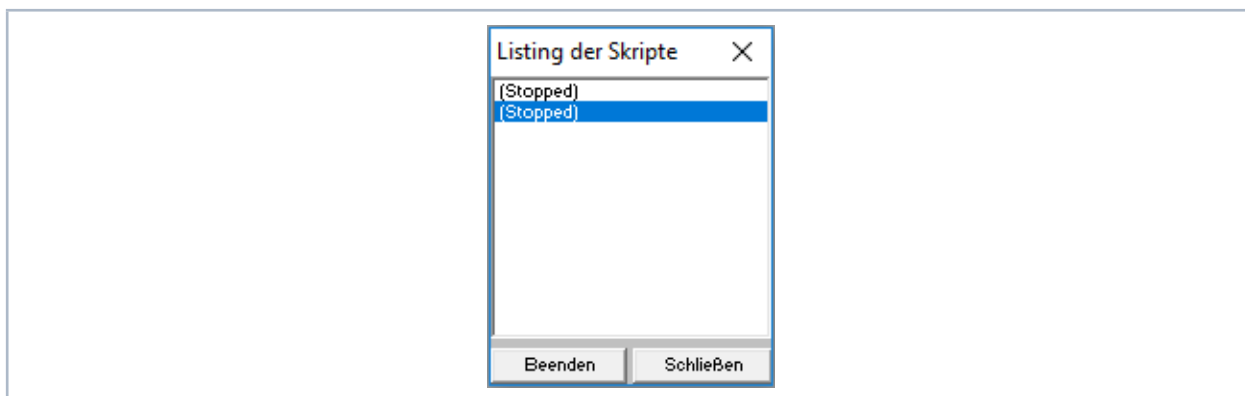 Listing der Skripte
(Stopped)
(Stopped)
Beenden Schließen